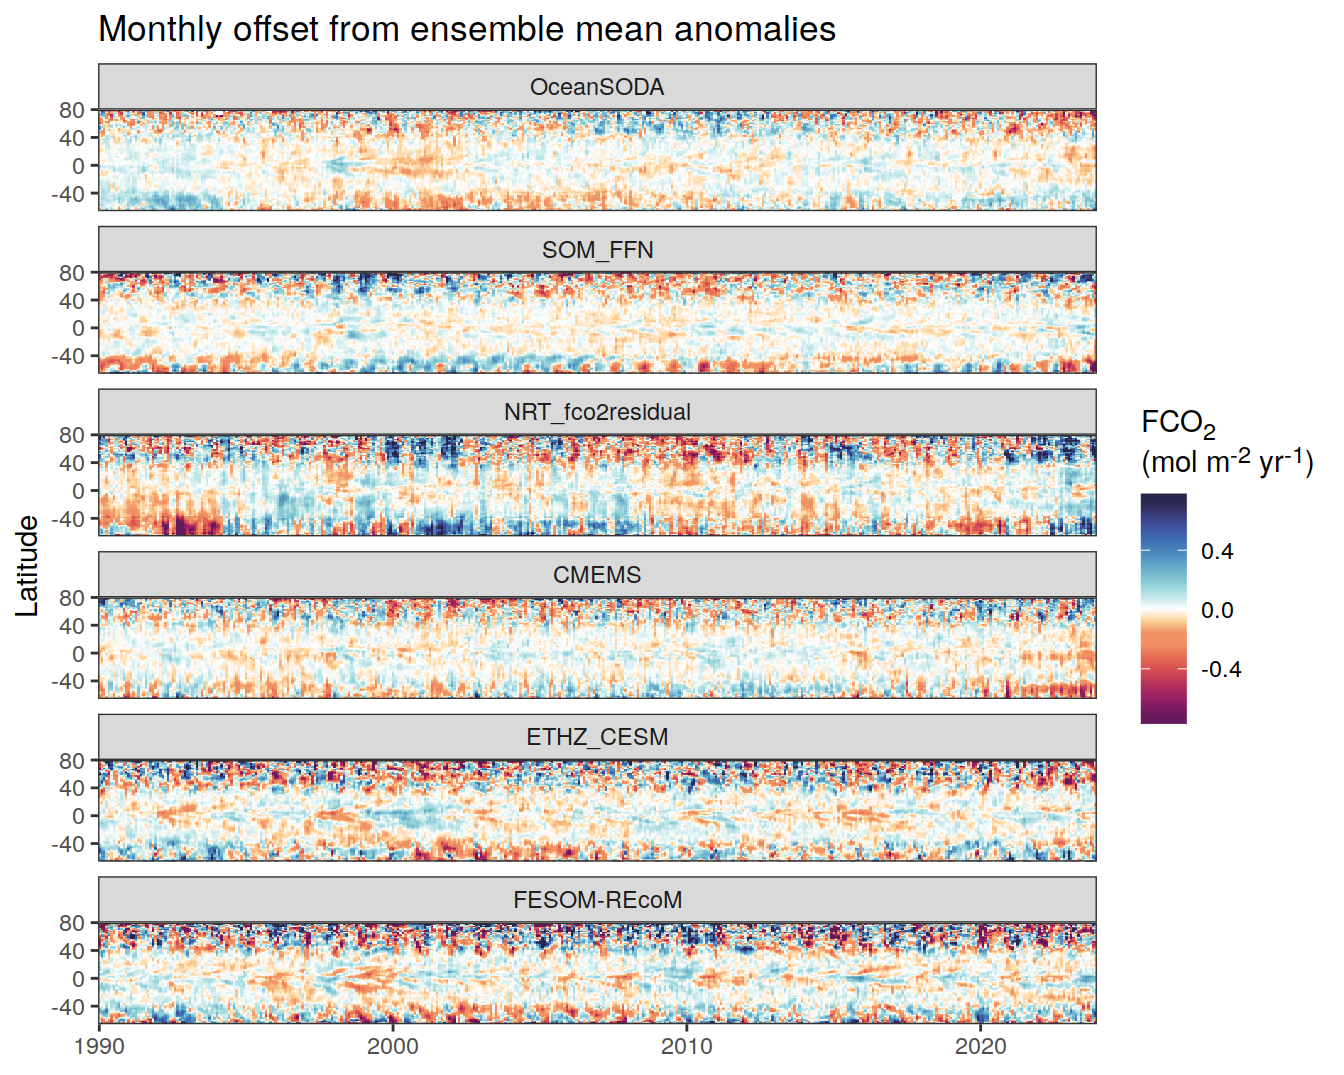 Monthly offset from ensemble mean anomalies
OceanSODA
80
40
0
-40
SOM_FFN
80
40
0
-40
NRT_fco2residual
80
40
0
-40
CMEMS
80
40
0
-40
ETHZ_CESM
80
40
0
-40
FESOM-REcoM
80
40
0
-40
1990 2000 2010 2020
Latitude
FCO₂
(mol m⁻² yr⁻¹)
0.4
0.0
-0.4